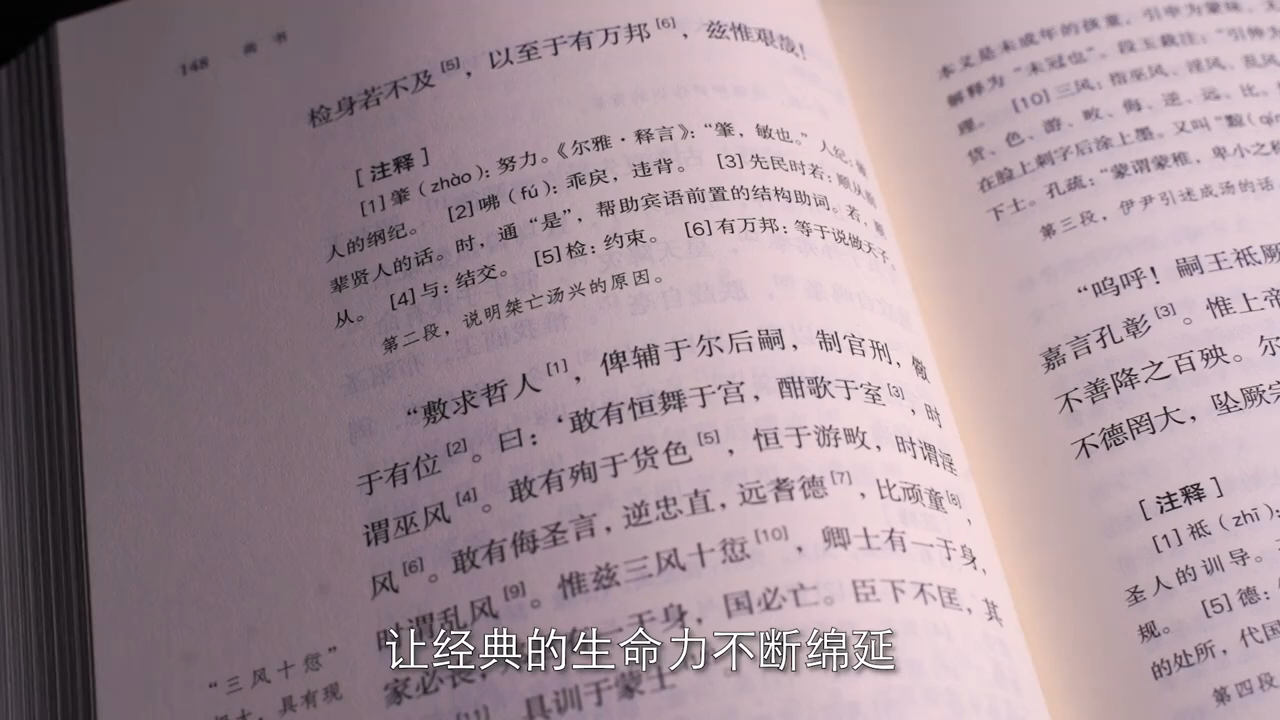 148 尚书
检身若不及[5]，以至于有万邦[6]，兹惟艰哉！
[注释]
[1]肇（zhào）：努力。《尔雅·释言》：“肇，敏也。”人纪：做
人的纲纪。 [2]咈（fú）：乖戾，违背。 [3]先民时若：顺从前
辈贤人的话。时，通“是”，帮助宾语前置的结构助词。若，顺
从。 [4]与：结交。 [5]检：约束。 [6]有万邦：等于说做天子。
第二段，说明桀亡汤兴的原因。
“敷求哲人[1]，俾辅于尔后嗣，制官刑，儆
于有位[2]。曰：‘敢有恒舞于宫，酣歌于室[3]，时
谓巫风[4]。敢有殉于货色[5]，恒于游畋，时谓淫
风[6]。敢有侮圣言，逆忠直，远耆德[7]，比顽童[8]，
时谓乱风[9]。惟兹三风十愆[10]，卿士有一于身，
家必丧，有一于身，国必亡。臣下不匡，其
[11]，具训于蒙士
“三风十愆”
具有现
本义是未成年的孩童，引申为蒙昧，无
解释为“未冠也”，段玉裁注：“引伸为
理。 [10]三风：指巫风、淫风、乱风
货、色、游、畋、侮、逆、远、比。
在脸上刺字后涂上墨。又叫“黥（qíng
下士。孔疏：“蒙谓蒙稚，卑小之称
第三段，伊尹引述成汤的话
“呜呼！嗣王祗厥
嘉言孔彰[3]。惟上帝
不善降之百殃。尔
不德罔大，坠厥宗
[注释]
[1]祗（zhī）：
圣人的训导。
规。 [5]德：
的处所，代国
第四段
让经典的生命力不断绵延